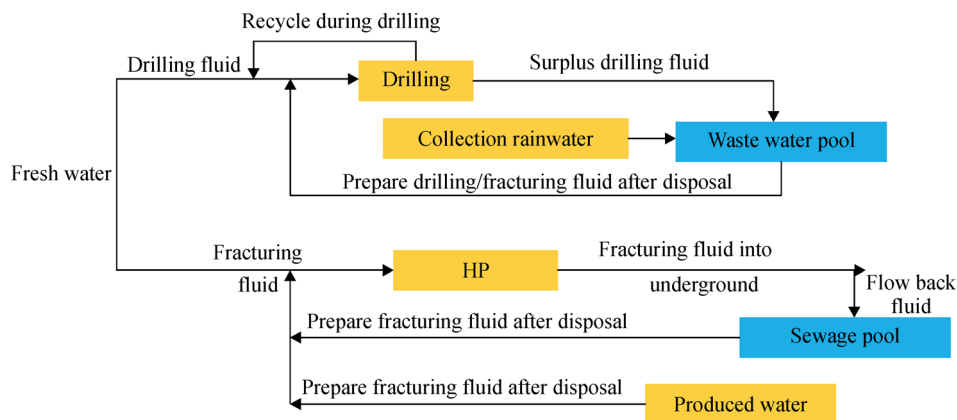 Recycle during drilling
Drilling fluid
Drilling
Surplus drilling fluid
Collection rainwater
Waste water pool
Fresh water
Prepare drilling/fracturing fluid after disposal
Fracturing
fluid
HP
Fracturing fluid into
underground
Flow back
fluid
Prepare fracturing fluid after disposal
Sewage pool
Prepare fracturing fluid after disposal
Produced water